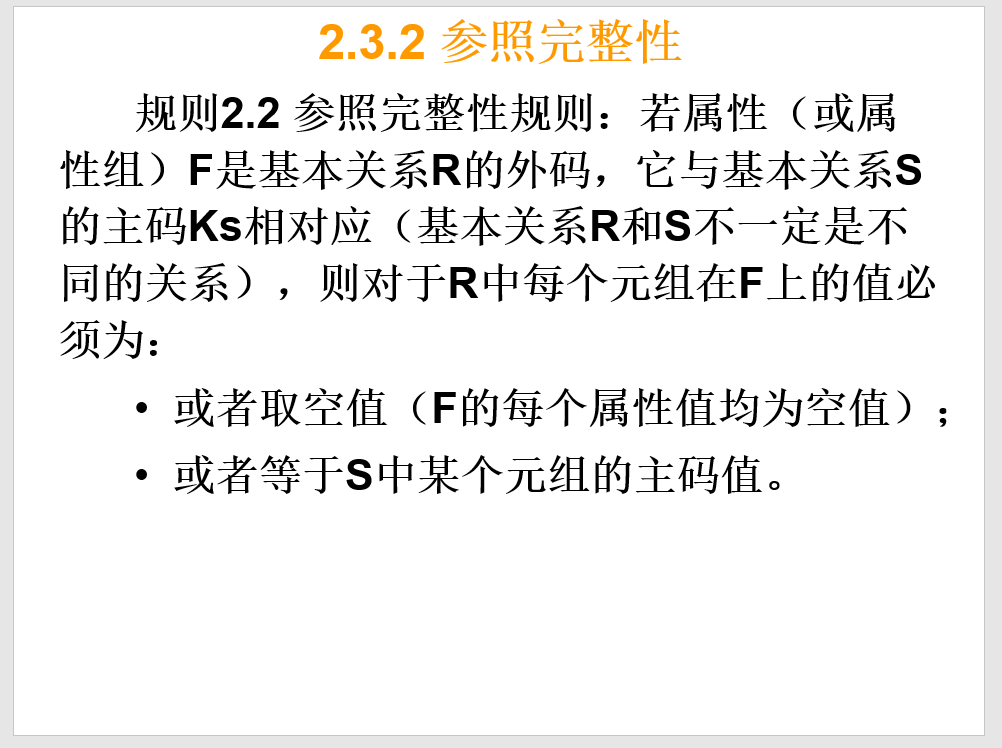 2.3.2 参照完整性
规则2.2 参照完整性规则：若属性（或属
性组）F是基本关系R的外码，它与基本关系S
的主码Ks相对应（基本关系R和S不一定是不
同的关系），则对于R中每个元组在F上的值必
须为：
• 或者取空值（F的每个属性值均为空值）；
• 或者等于S中某个元组的主码值。